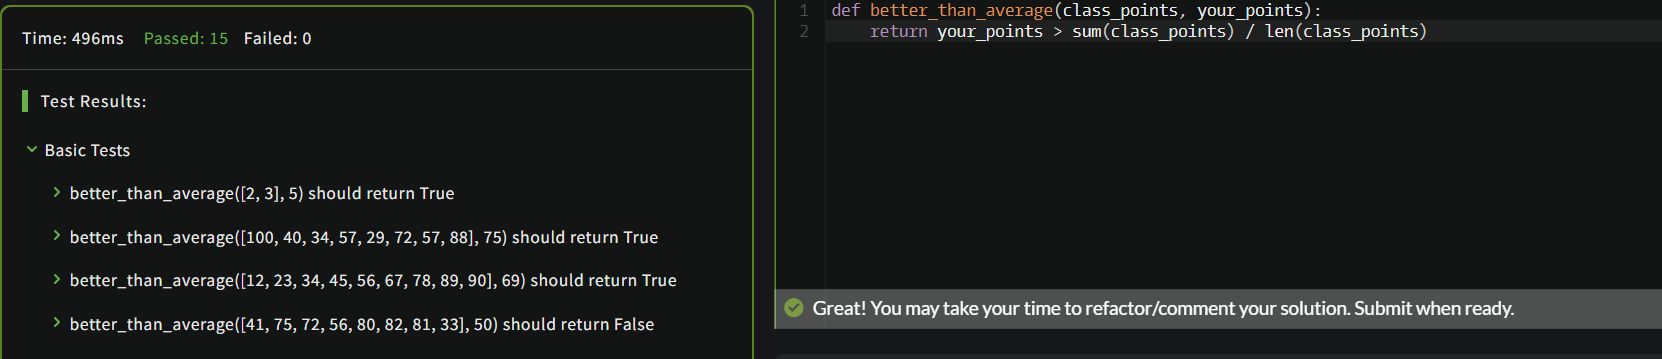 Time: 496ms Passed: 15 Failed: 0
Test Results:
Basic Tests
better_than_average([2, 3], 5) should return True
better_than_average([100, 40, 34, 57, 29, 72, 57, 88], 75) should return True
better_than_average([12, 23, 34, 45, 56, 67, 78, 89, 90], 69) should return True
better_than_average([41, 75, 72, 56, 80, 82, 81, 33], 50) should return False
1 def better_than_average(class_points, your_points):
2     return your_points > sum(class_points) / len(class_points)
Great! You may take your time to refactor/comment your solution. Submit when ready.